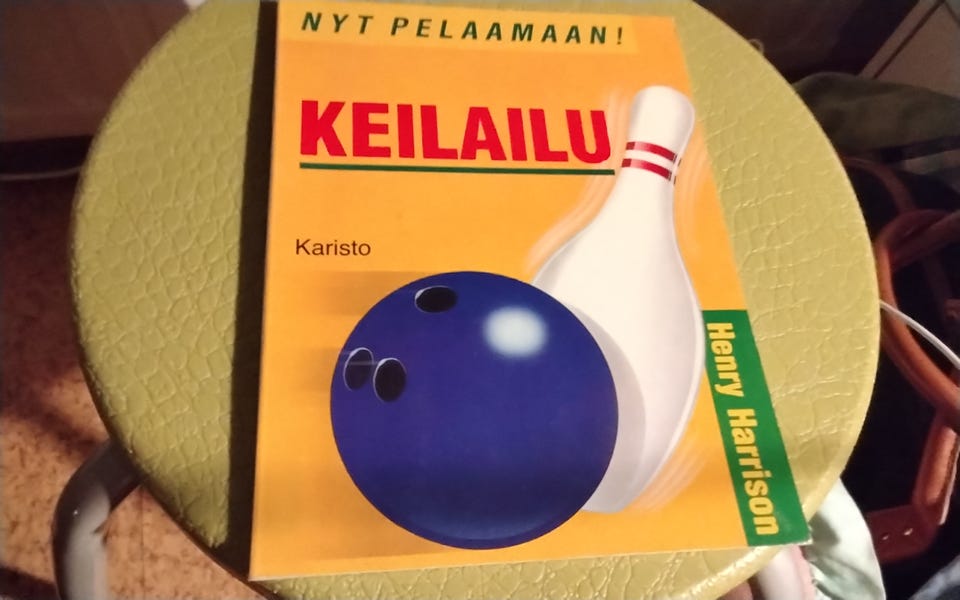 NYT PELAAMAAN!
KEILAILU
Karisto
Henry Harrison